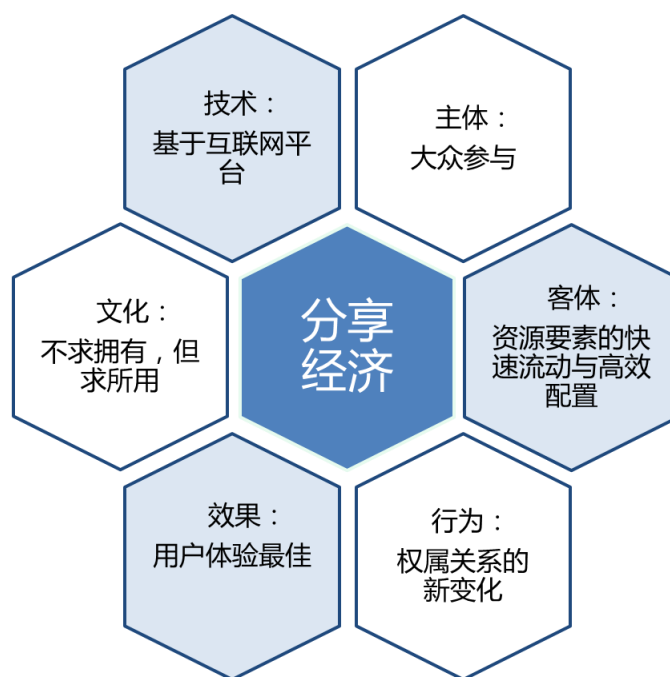 技术：
基于互联网平
台
主体：
大众参与
文化：
不求拥有，但
求所用
分享
经济
客体：
资源要素的快
速流动与高效
配置
效果：
用户体验最佳
行为：
权属关系的
新变化